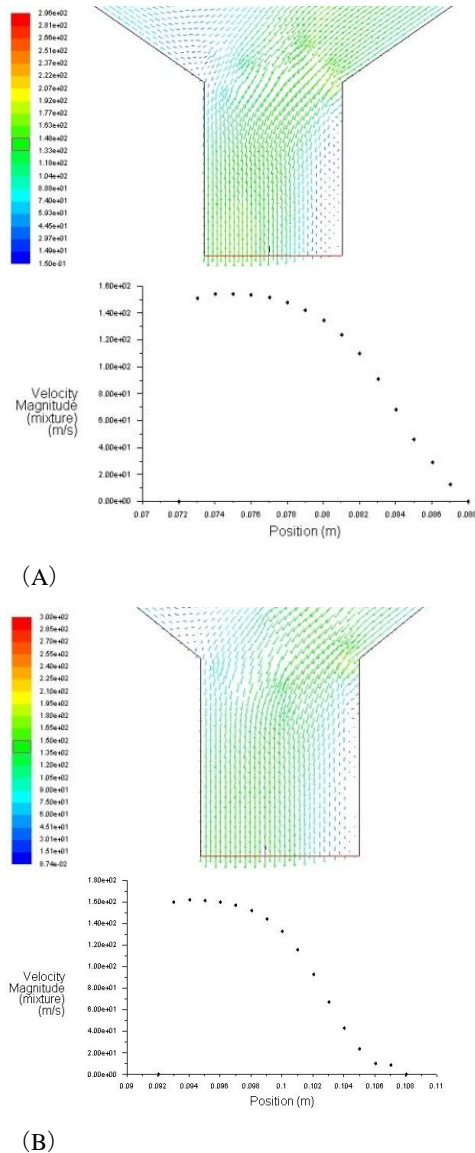 2.96e+02
2.81e+02
2.66e+02
2.52e+02
2.37e+02
2.22e+02
2.07e+02
1.92e+02
1.77e+02
1.63e+02
1.48e+02
1.33e+02
1.18e+02
1.04e+02
8.88e+01
7.40e+01
5.93e+01
4.45e+01
2.97e+01
1.49e+01
1.50e-01
1.60e+02
1.40e+02
1.20e+02
1.00e+02
8.00e+01
6.00e+01
4.00e+01
2.00e+01
0.00e+00
Velocity
Magnitude
(mixture)
(m/s)
0.07 0.072 0.074 0.076 0.078 0.08 0.082 0.084 0.086 0.088
Position (m)
(A)
3.00e+02
2.85e+02
2.70e+02
2.55e+02
2.40e+02
2.25e+02
2.10e+02
1.95e+02
1.80e+02
1.65e+02
1.50e+02
1.35e+02
1.20e+02
1.05e+02
9.00e+01
7.50e+01
6.00e+01
4.51e+01
3.01e+01
1.51e+01
8.74e-02
1.80e+02
1.60e+02
1.40e+02
1.20e+02
1.00e+02
8.00e+01
6.00e+01
4.00e+01
2.00e+01
0.00e+00
Velocity
Magnitude
(mixture)
(m/s)
0.09 0.092 0.094 0.096 0.098 0.1 0.102 0.104 0.106 0.108 0.11
Position (m)
(B)